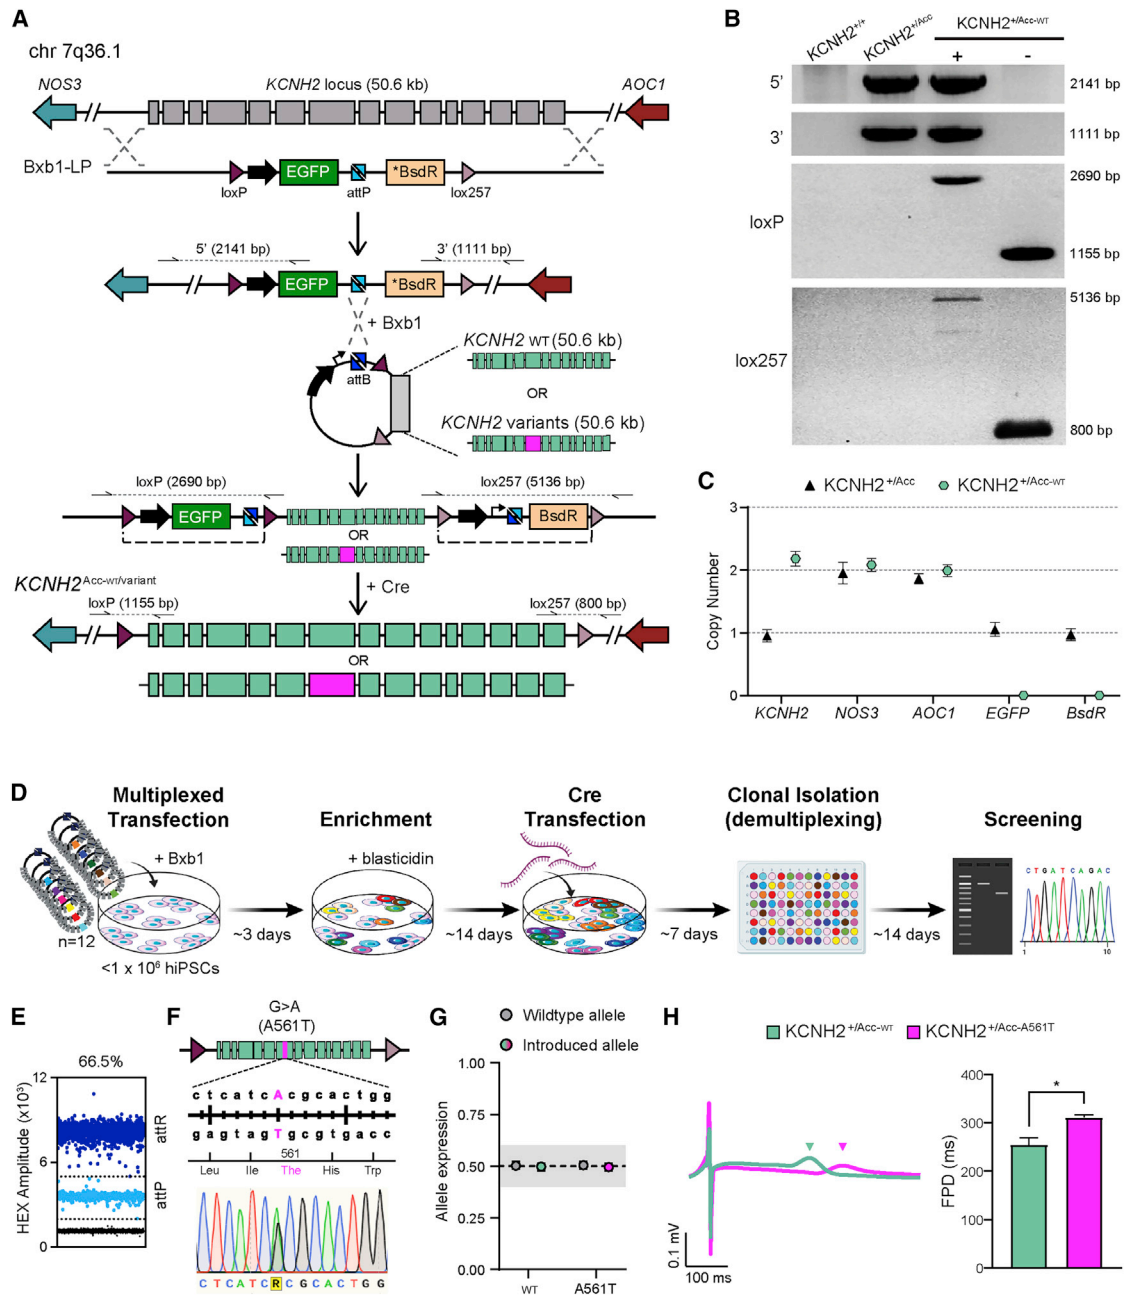 A
chr 7q36.1
NOS3
KCNH2 locus (50.6 kb)
AOC1
Bxb1-LP
EGFP
*BsdR
loxP
attP
lox257
5' (2141 bp)
3' (1111 bp)
EGFP
*BsdR
+ Bxb1
KCNH2 WT (50.6 kb)
attB
OR
KCNH2 variants (50.6 kb)
loxP (2690 bp)
lox257 (5136 bp)
EGFP
BsdR
OR
KCNH2 Acc-WT/variant
+ Cre
loxP (1155 bp)
lox257 (800 bp)
OR
B
KCNH2+/+
KCNH2+/Acc
KCNH2+/Acc-WT
+
-
5'
2141 bp
3'
1111 bp
loxP
2690 bp
1155 bp
lox257
5136 bp
800 bp
C
KCNH2+/Acc
KCNH2+/Acc-WT
Copy Number
3
2
1
0
KCNH2
NOS3
AOC1
EGFP
BsdR
D
Multiplexed Transfection
Enrichment
Cre Transfection
Clonal Isolation (demultiplexing)
Screening
+ Bxb1
+ blasticidin
n=12
<1 x 10⁶ hiPSCs
~3 days
~14 days
~7 days
~14 days
C T G A T C A G A C
1
10
E
66.5%
HEX Amplitude (x10³)
12
6
0
attR
attP
F
G>A
(A561T)
c t c a t c A c g c a c t g g
g a g t a g T g c g t g a c c
561
Leu
Ile
The
His
Trp
C T C A T C R C G C A C T G G
G
Wildtype allele
Introduced allele
Allele expression
1.00
0.75
0.50
0.25
0.00
WT
A561T
H
KCNH2+/Acc-WT
KCNH2+/Acc-A561T
0.1 mV
100 ms
FPD (ms)
400
300
200
100
0
*